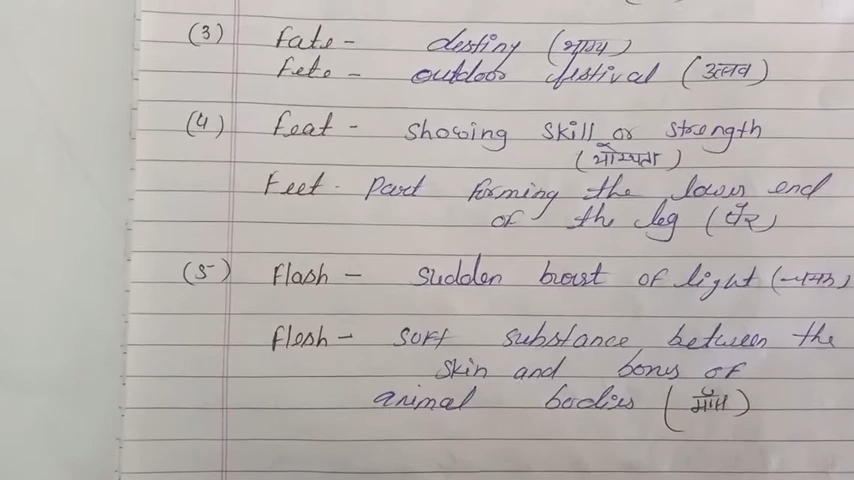 (3) Fate - destiny (भाग्य)
Fete - outdoor festival (उत्सव)
(4) Feat - showing skill or strength
(योग्यता)
Feet - Part forming the lower end
of the leg (पैर)
(5) Flash - sudden burst of light (चमक)
Flesh - soft substance between the
skin and bones of
animal bodies (माँस)